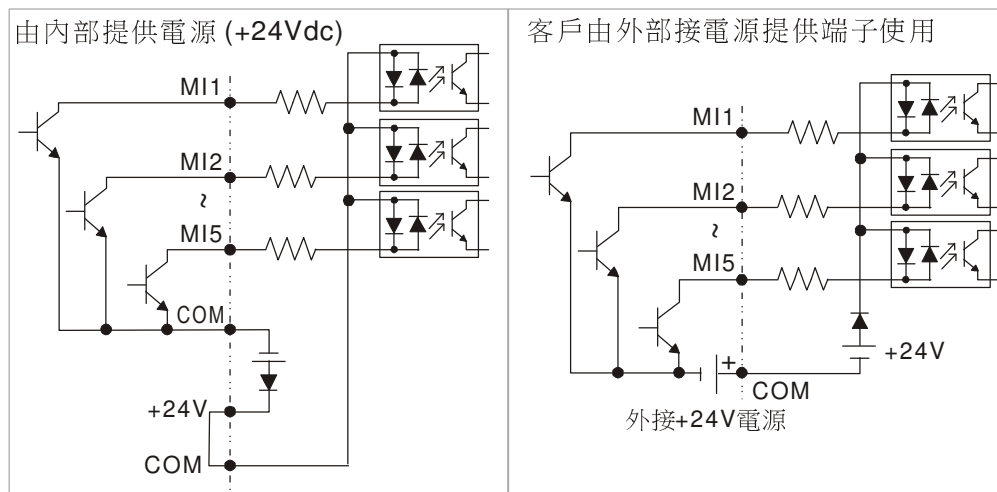 由內部提供電源 (+24Vdc)
MI1
MI2
~
MI5
COM
+24V
COM
客戶由外部接電源提供端子使用
MI1
MI2
~
MI5
+24V
+
COM
外接+24V電源